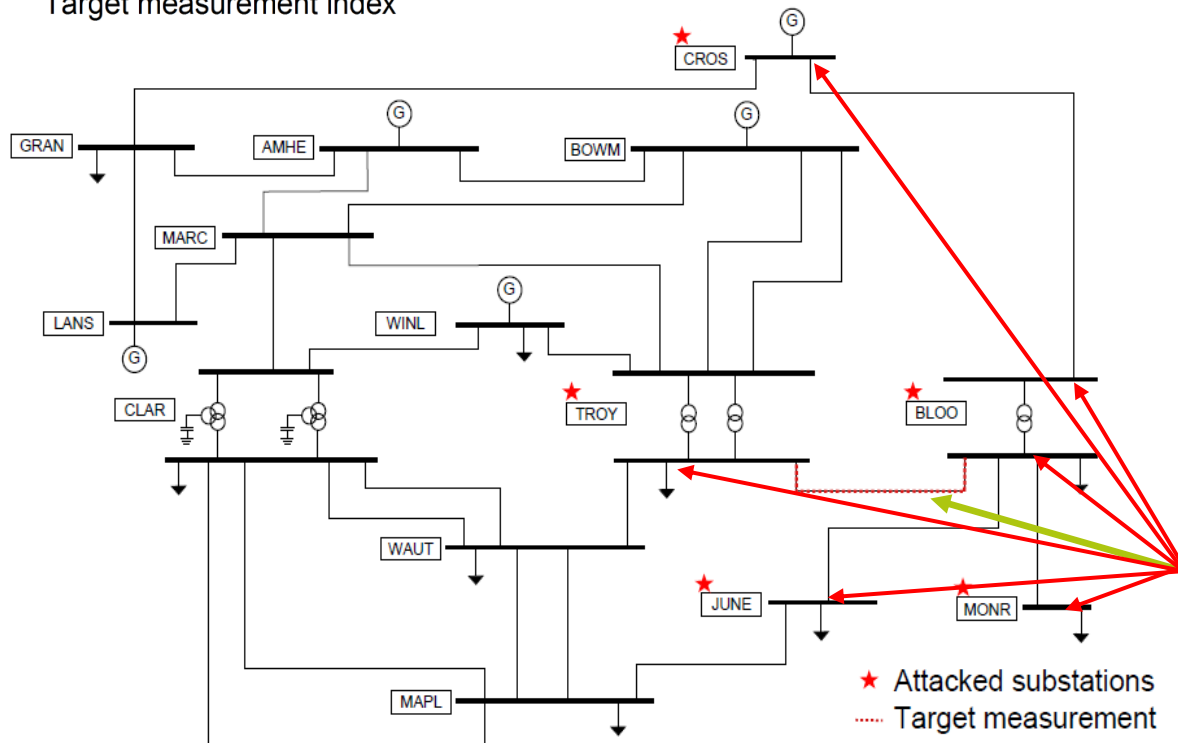 Target measurement index
G
CROS
GRAN
AMHE
G
BOWM
G
MARC
LANS
G
WINL
G
CLAR
TROY
BLOO
WAUT
JUNE
MONR
MAPL
Attacked substations
Target measurement